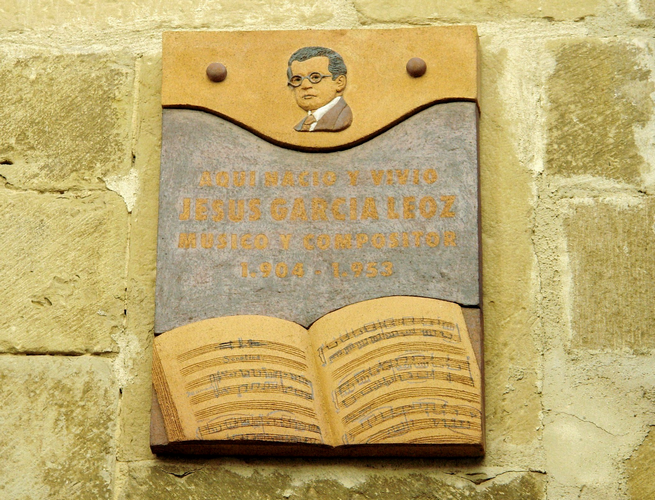 AQUI NACIO Y VIVIO
JESUS GARCIA LEOZ
MUSICO Y COMPOSITOR
1.904 - 1.953